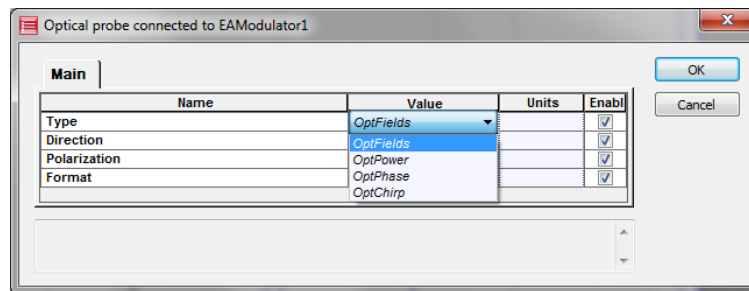 Optical probe connected to EAModulator1
Main
OK
Cancel
Name Value Units Enabl
Type OptFields
Direction OptFields
Polarization OptPower
Format OptPhase
OptChirp